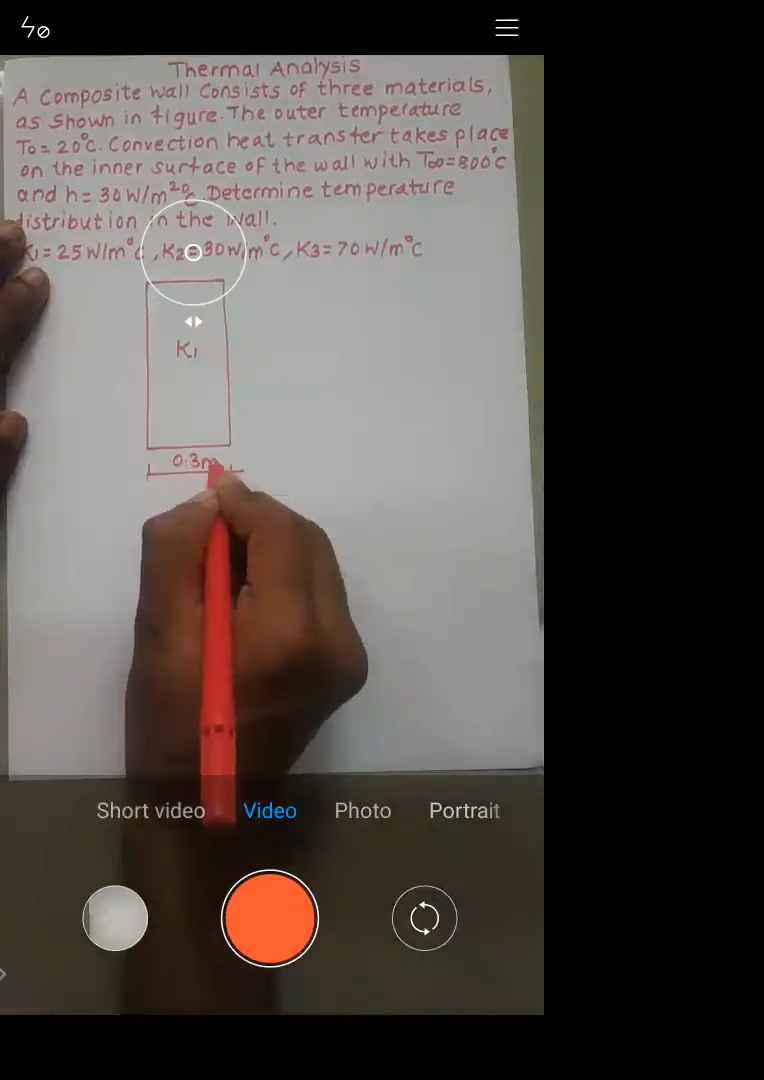 Thermal Analysis
A Composite wall consists of three materials,
as shown in figure. The outer temperature
T0 = 20°C. Convection heat transfer takes place
on the inner surface of the wall with T∞=800°C
and h = 30 W/m²°C. Determine temperature
distribution in the wall.
K1 = 25 W/m°C, K2 = 30 W/m°C, K3 = 70 W/m°C
K1
0.3m
Short video Video Photo Portrait